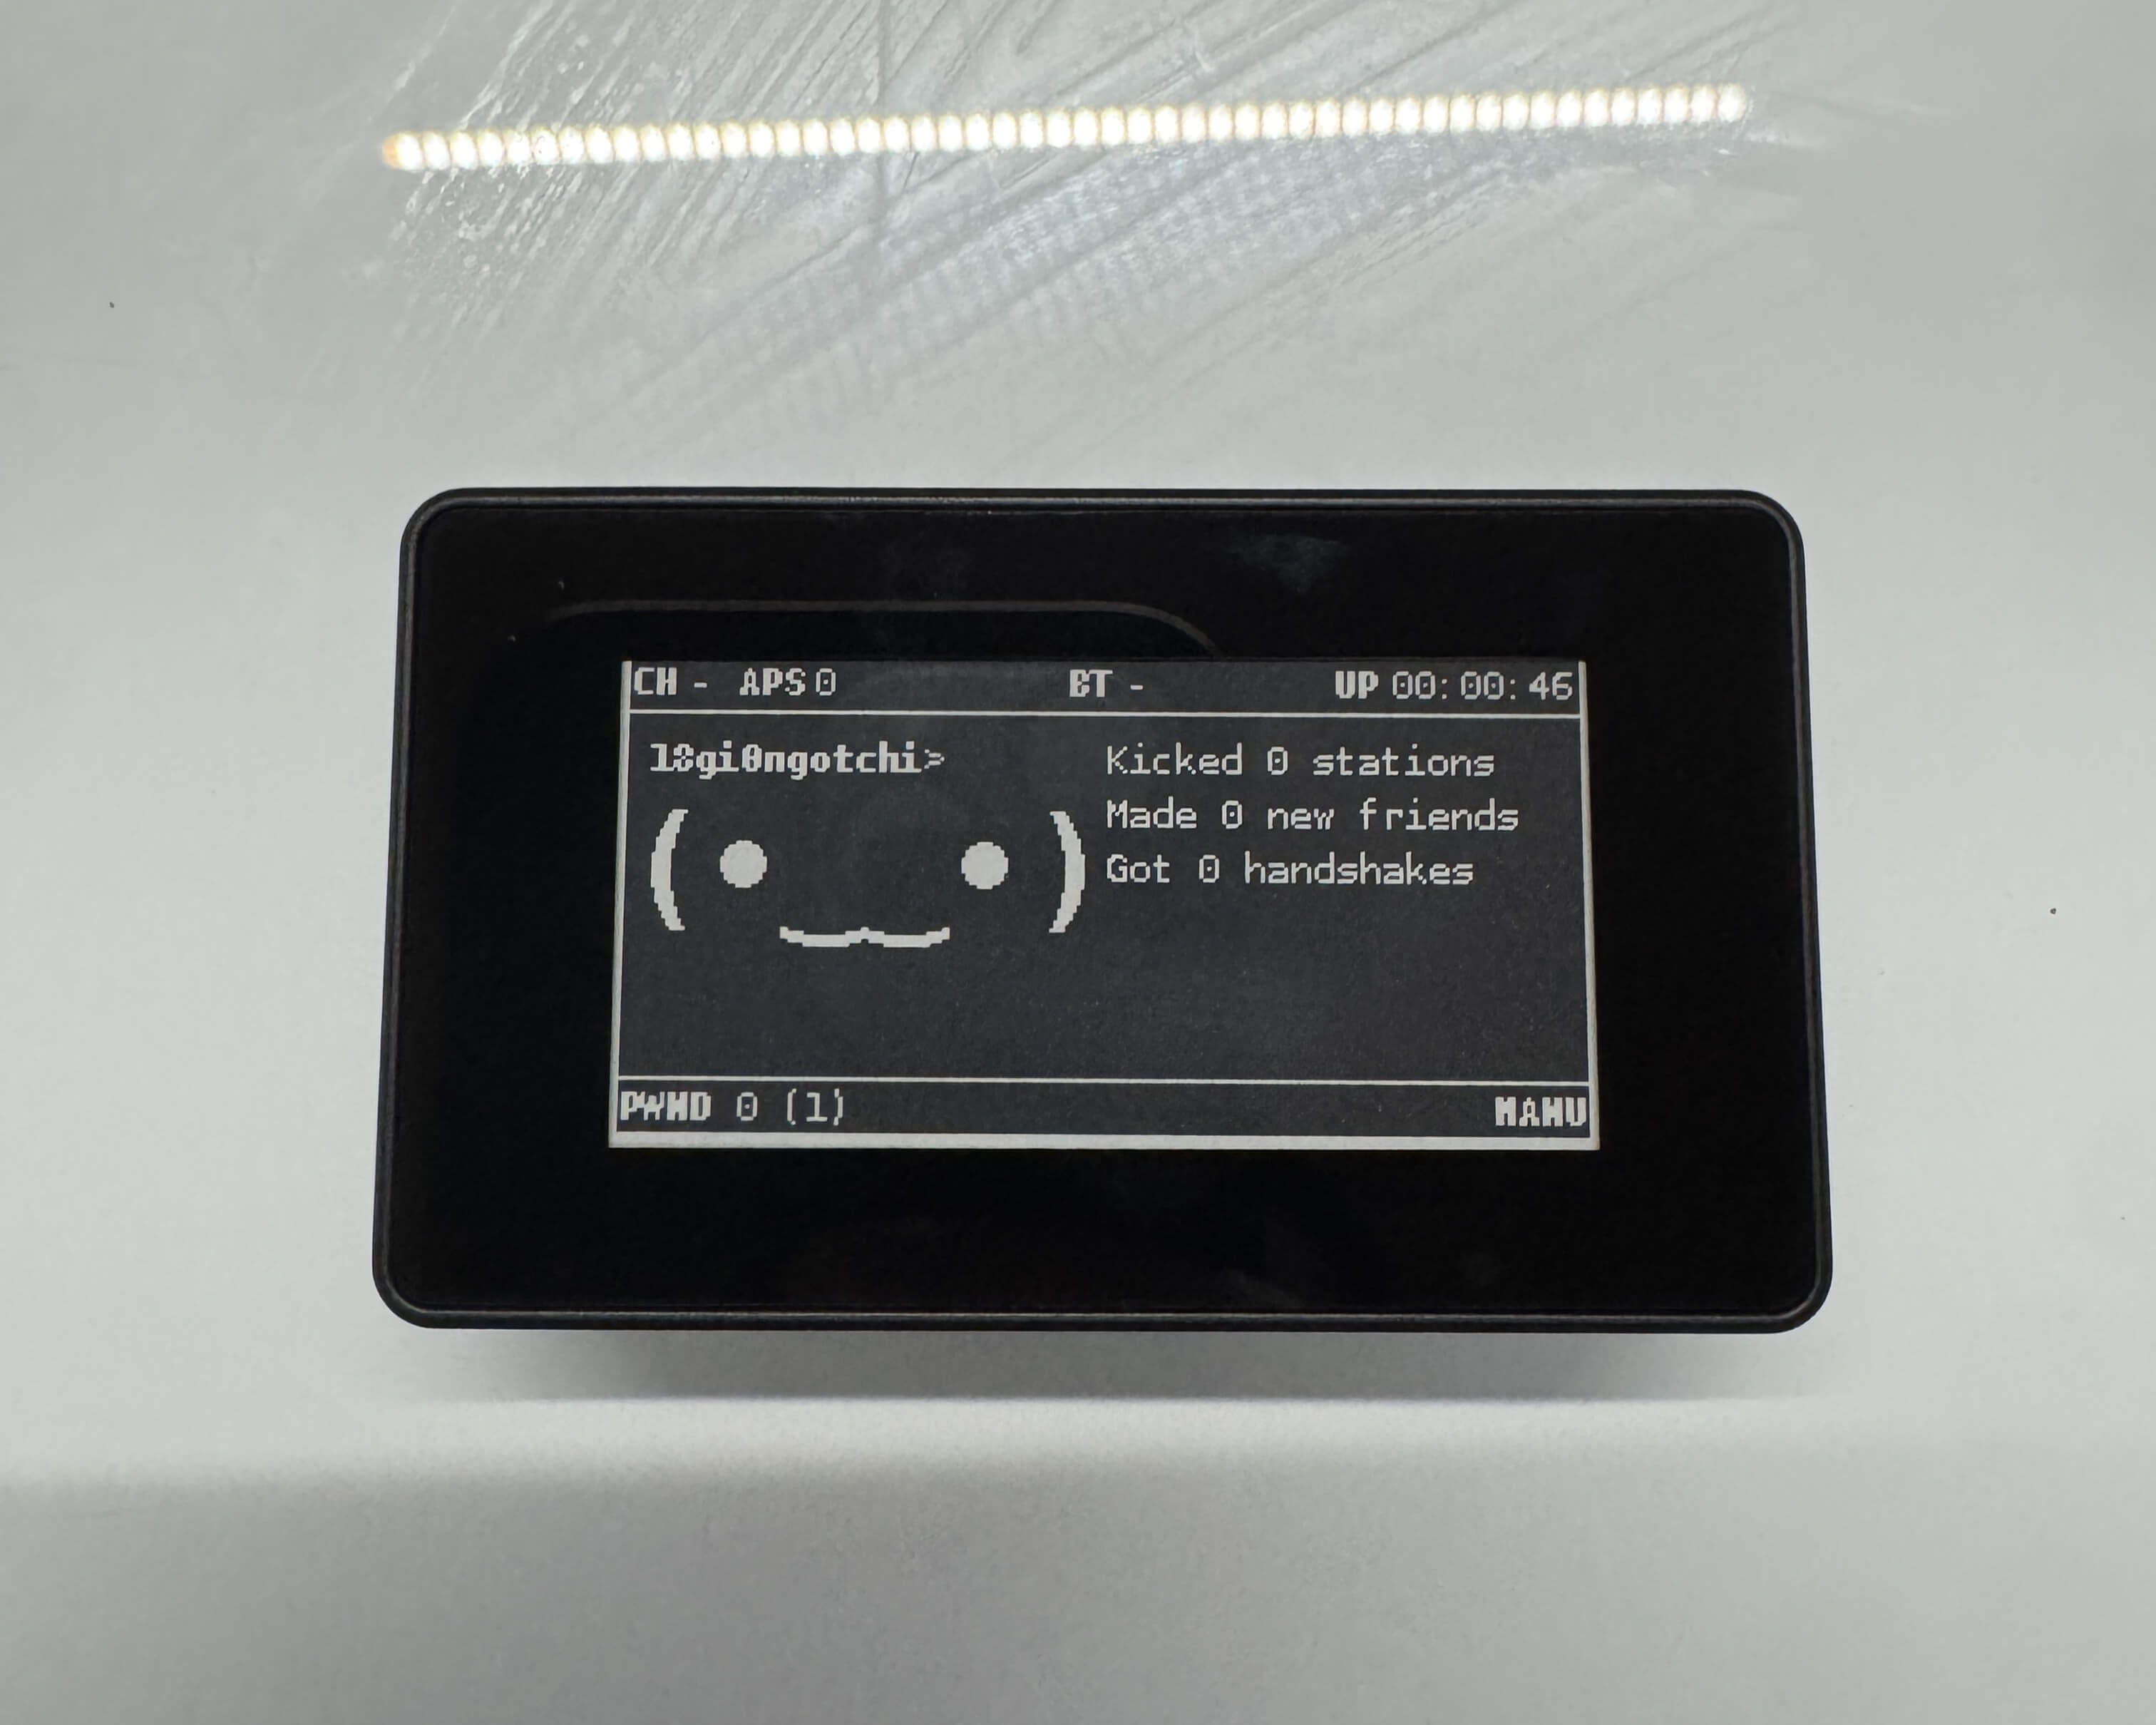 CH - APS 0 BT - UP 00:00:46
l8gi0ngotchi>
Kicked 0 stations
Made 0 new friends
Got 0 handshakes
PWND 0 (1) MANU